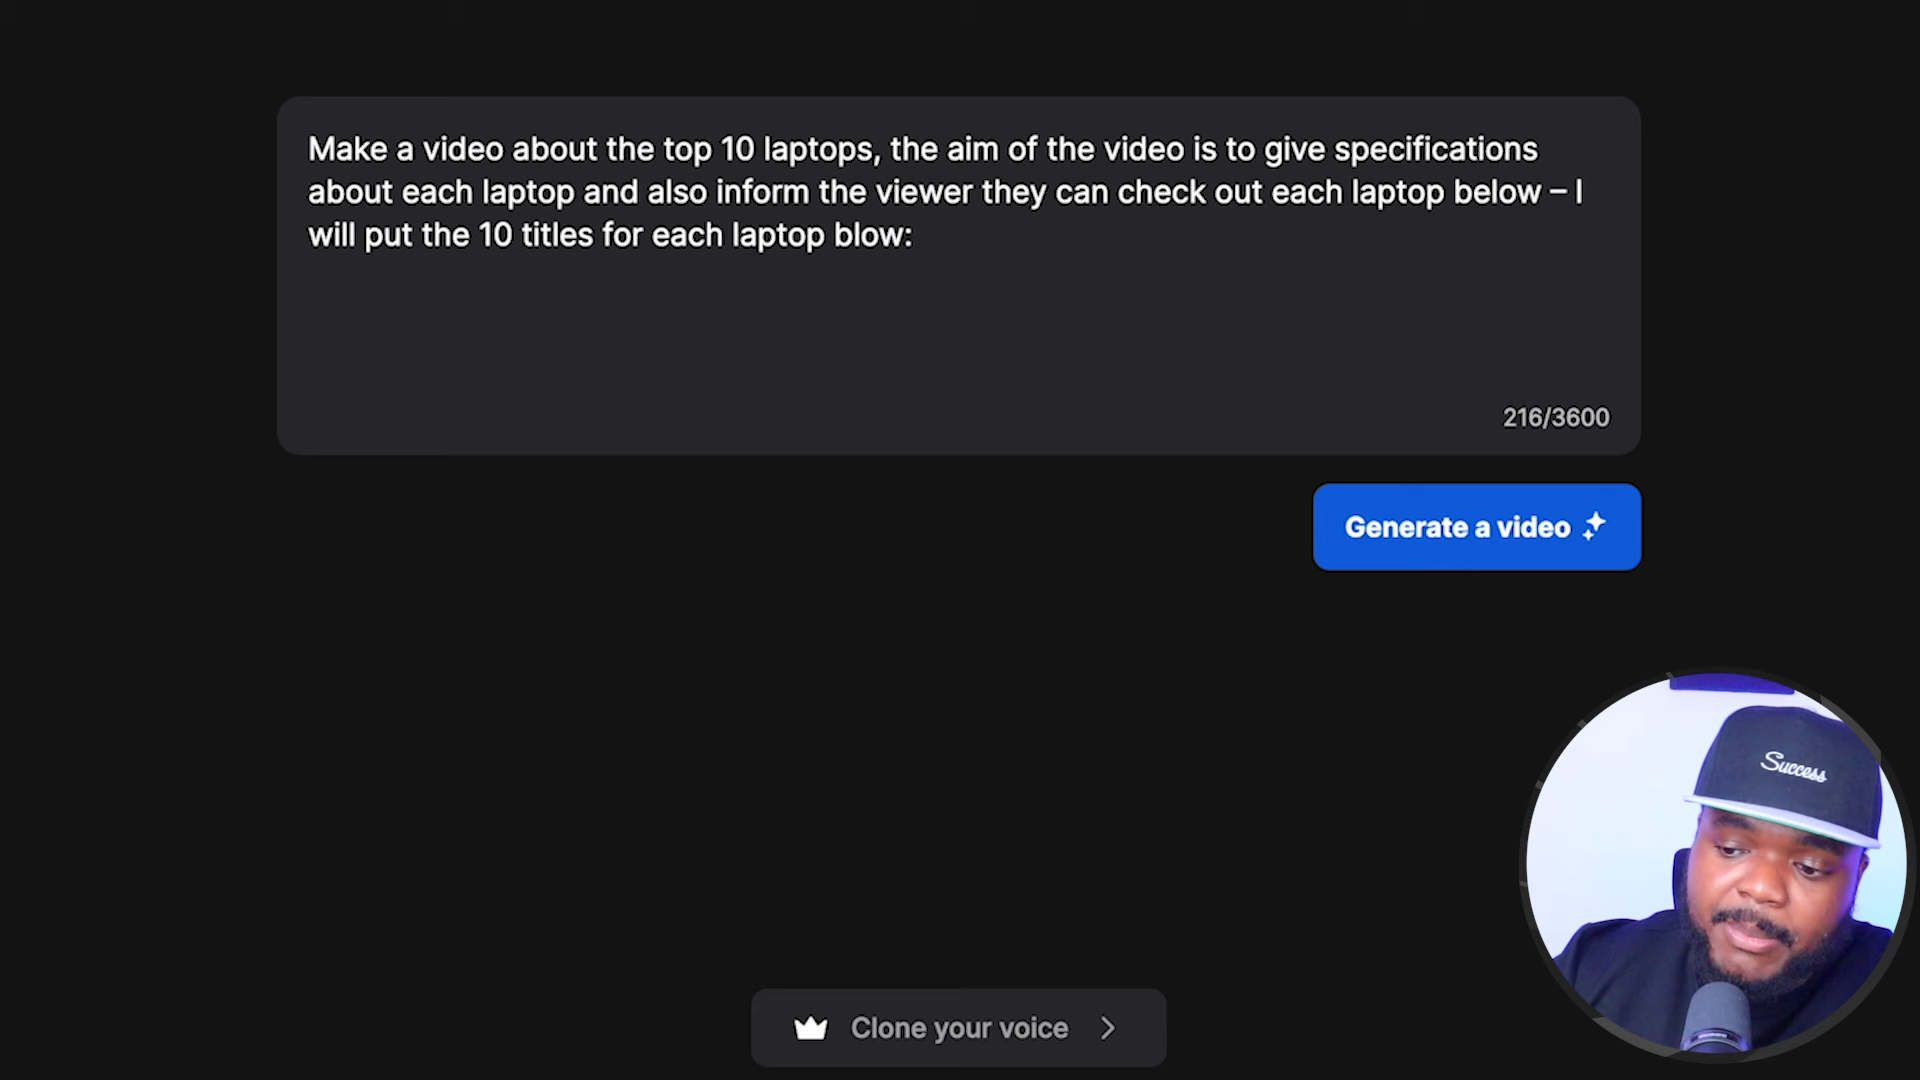 Make a video about the top 10 laptops, the aim of the video is to give specifications
about each laptop and also inform the viewer they can check out each laptop below – I
will put the 10 titles for each laptop blow:
216/3600
Generate a video
Success
Clone your voice